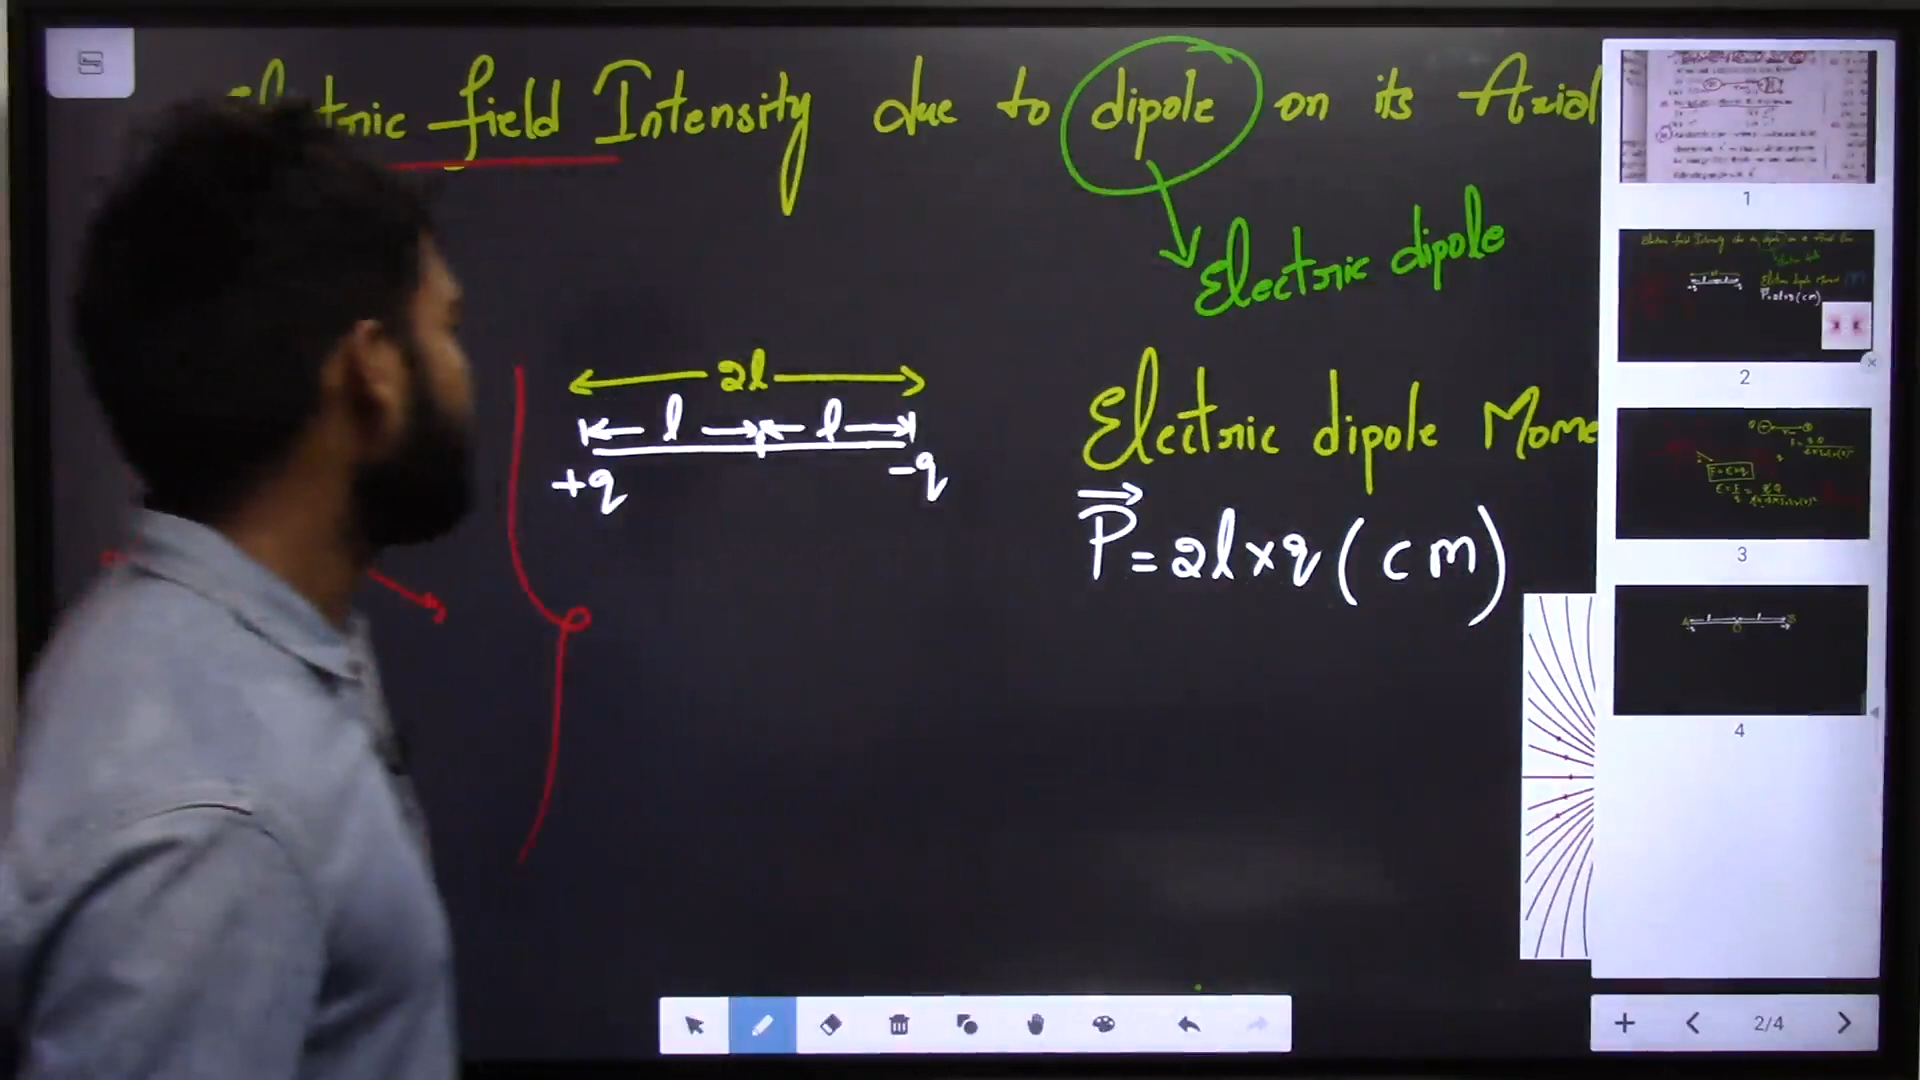 field Intensity due to dipole on its Axial
Electric dipole
2l
l l
+q -q
Electric dipole Mome
P = 2l x q ( c m )
1
2
3
4
2/4